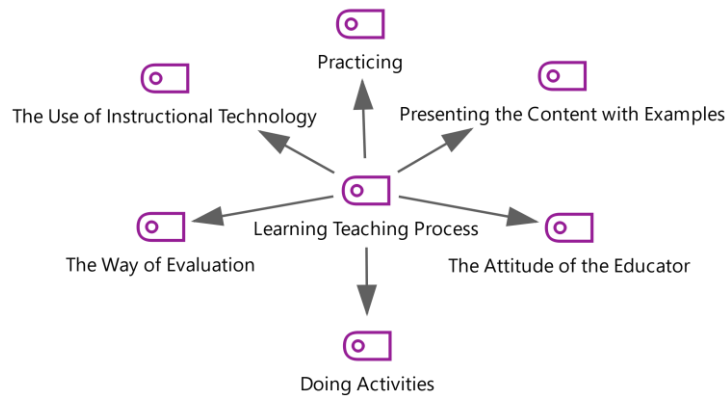 Practicing
The Use of Instructional Technology
Presenting the Content with Examples
Learning Teaching Process
The Way of Evaluation
The Attitude of the Educator
Doing Activities